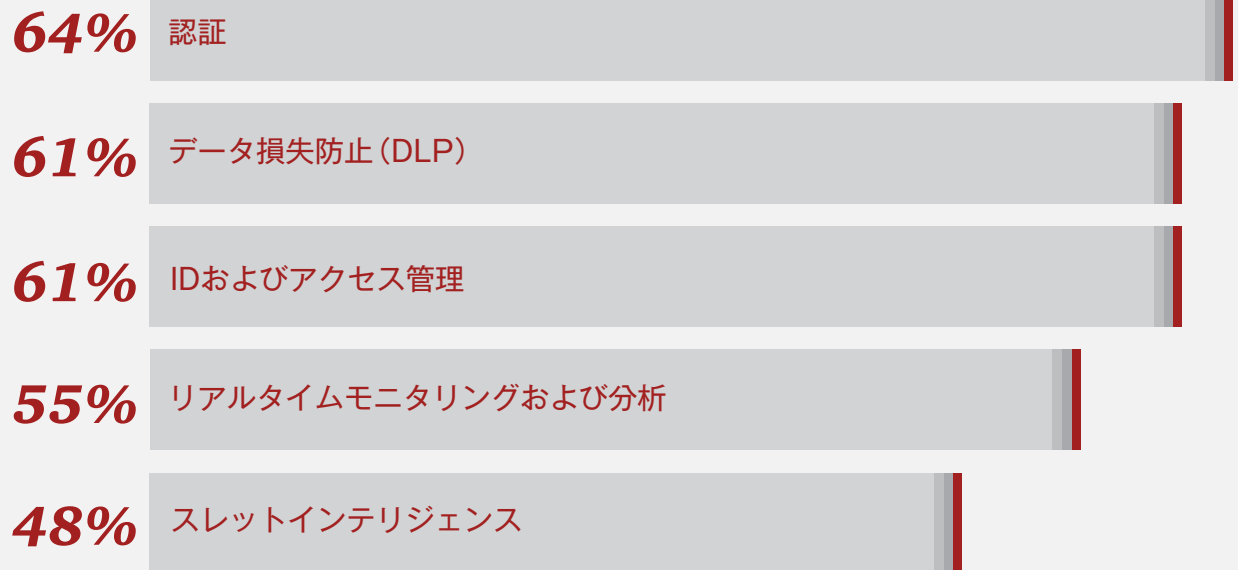 64% 認証
61% データ損失防止（DLP）
61% IDおよびアクセス管理
55% リアルタイムモニタリングおよび分析
48% スレットインテリジェンス